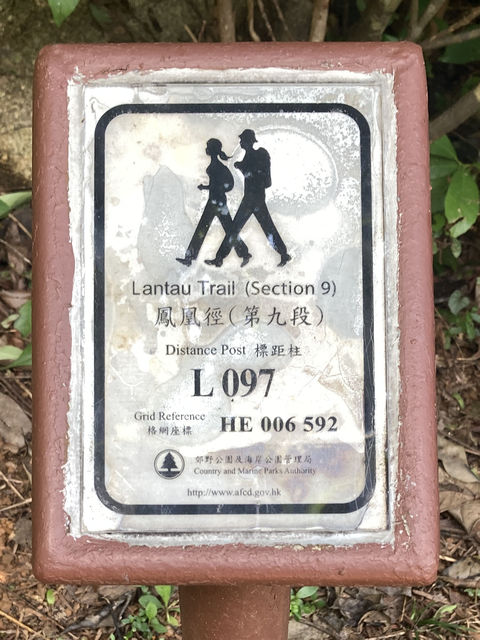 Lantau Trail (Section 9)
鳳凰徑(第九段)
Distance Post 標距柱
L 097
Grid Reference
格網座標
HE 006 592
郊野公園及海岸公園管理局
Country and Marine Parks Authority
http://www.afcd.gov.hk